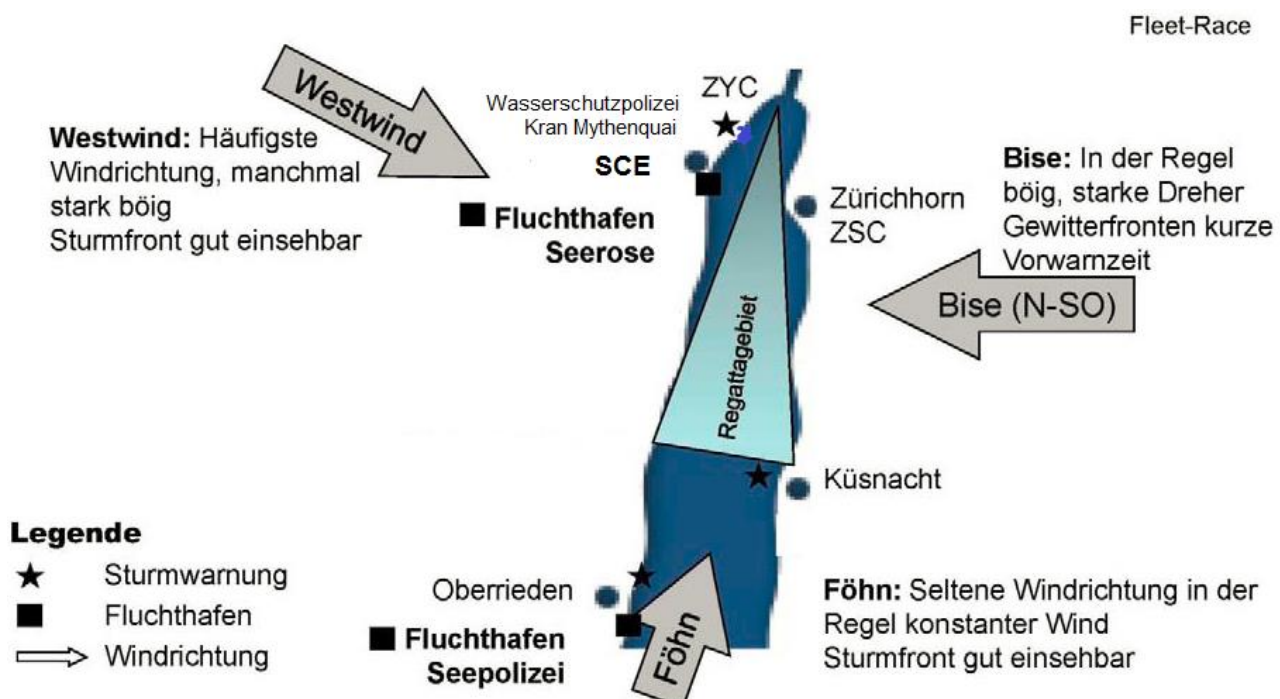 Fleet-Race
Westwind
ZYC
Wasserschutzpolizei
Kran Mythenquai
SCE
Westwind: Häufigste
Windrichtung, manchmal
stark böig
Sturmfront gut einsehbar
Fluchthafen
Seerose
Zürichhorn
ZSC
Bise: In der Regel
böig, starke Dreher
Gewitterfronten kurze
Vorwarnzeit
Bise (N-SO)
Regattagebiet
Küsnacht
Legende
Sturmwarnung
Fluchthafen
Windrichtung
Oberrieden
Fluchthafen
Seepolizei
Föhn
Föhn: Seltene Windrichtung in der
Regel konstanter Wind
Sturmfront gut einsehbar